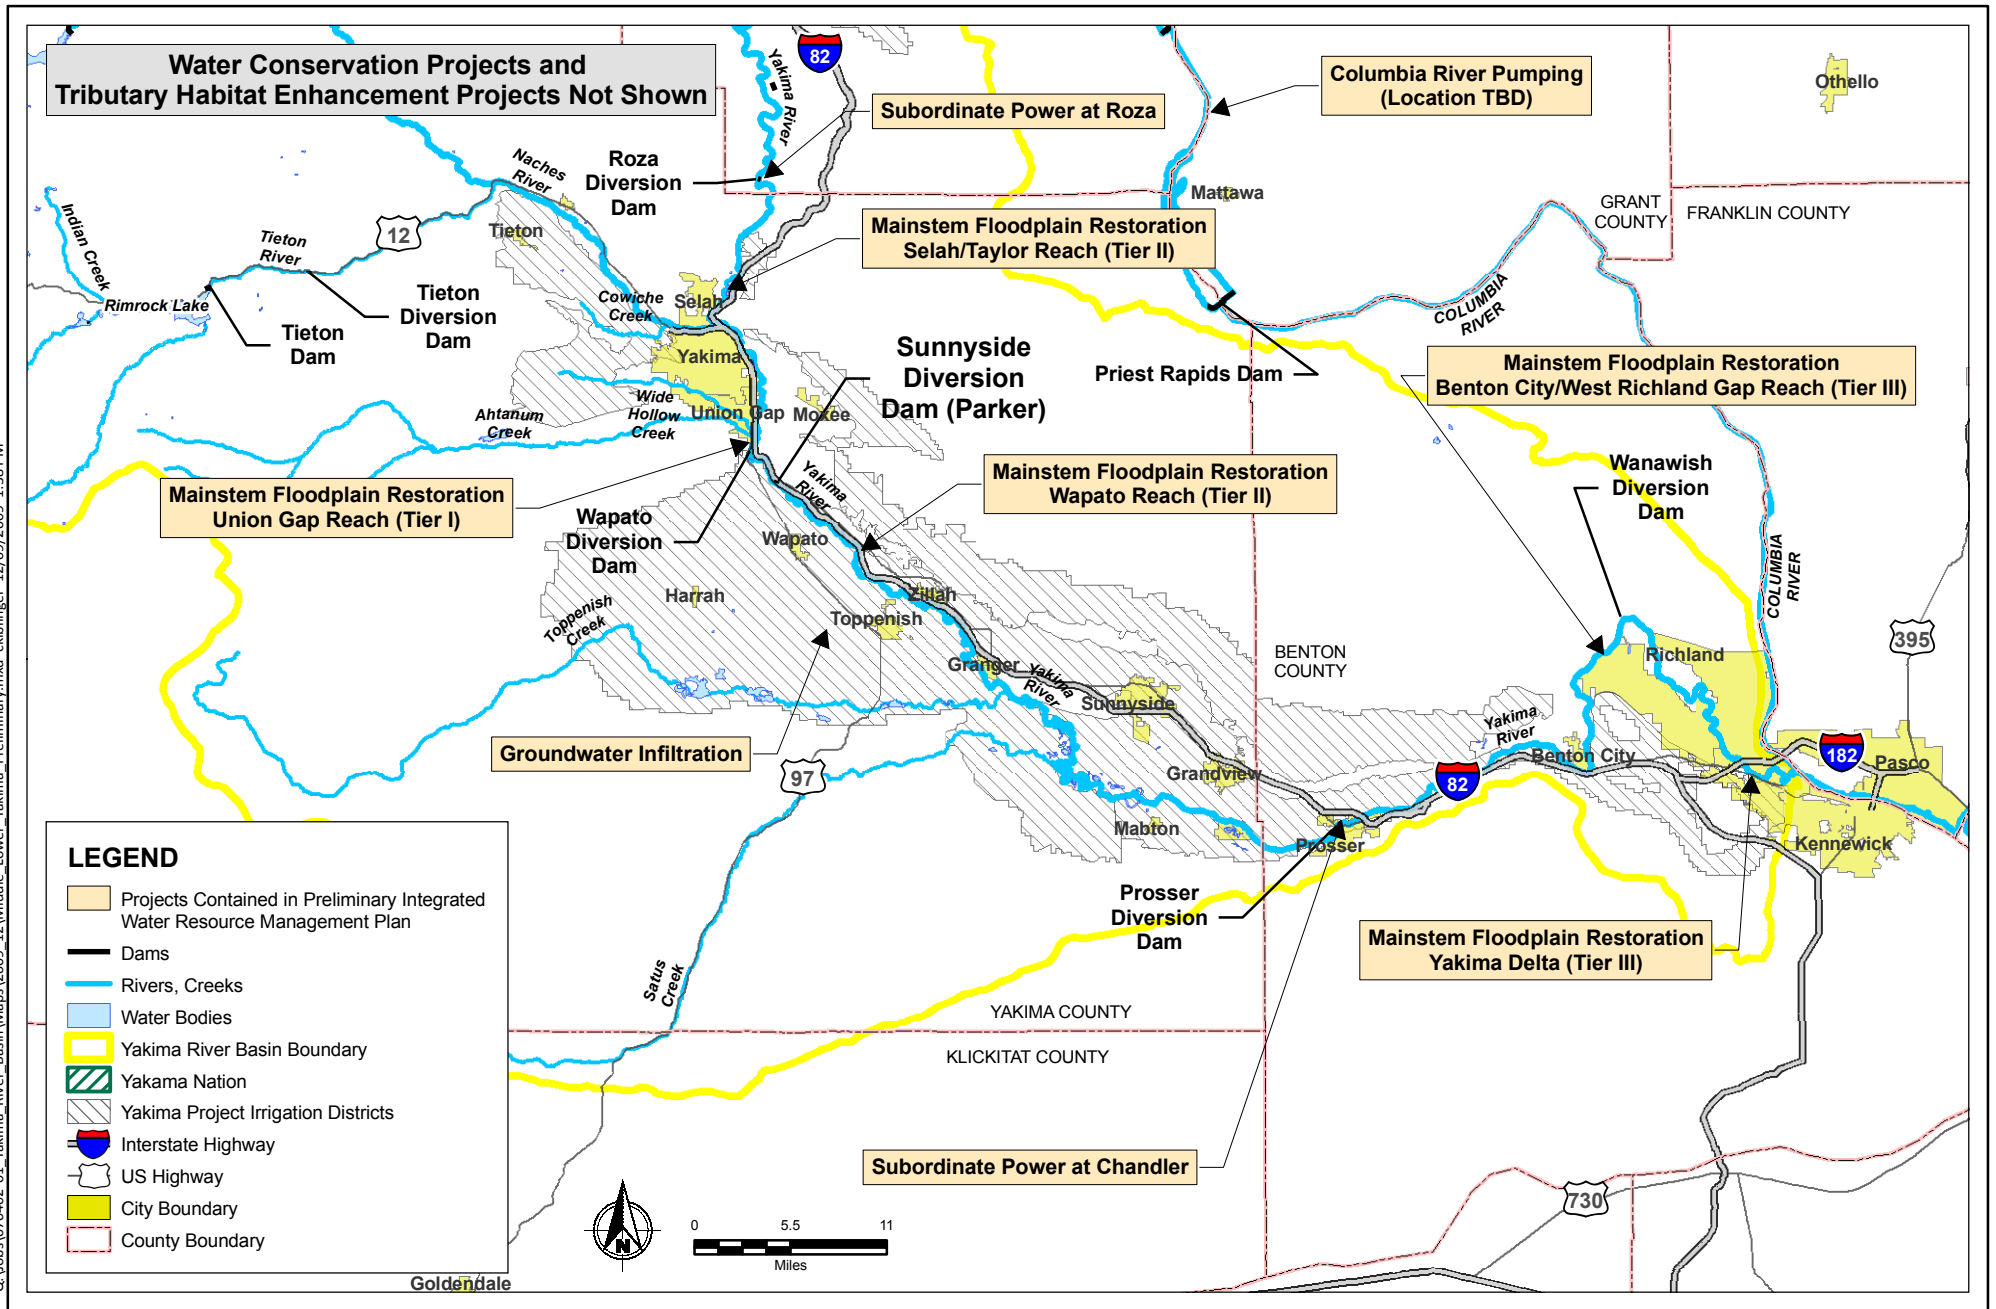 Water Conservation Projects and
Tributary Habitat Enhancement Projects Not Shown
82
Yakima River
Subordinate Power at Roza
Columbia River Pumping
(Location TBD)
Othello
Naches
River
Roza
Diversion
Dam
Mattawa
GRANT
COUNTY
FRANKLIN COUNTY
Indian Creek
Tieton
River
12
Tieton
Mainstem Floodplain Restoration
Selah/Taylor Reach (Tier II)
Rimrock Lake
Tieton
Dam
Tieton
Diversion
Dam
Cowiche
Creek
Selah
COLUMBIA
RIVER
Yakima
Sunnyside
Diversion
Dam (Parker)
Priest Rapids Dam
Mainstem Floodplain Restoration
Benton City/West Richland Gap Reach (Tier III)
Wide
Hollow
Creek
Union Gap
Moxee
Ahtanum
Creek
Mainstem Floodplain Restoration
Union Gap Reach (Tier I)
Wapato
Diversion
Dam
Yakima
River
Mainstem Floodplain Restoration
Wapato Reach (Tier II)
Wanawish
Diversion
Dam
Wapato
COLUMBIA
RIVER
Harrah
Zillah
Toppenish
Toppenish
Creek
Granger
Yakima
River
BENTON
COUNTY
Richland
395
Sunnyside
Yakima
River
Groundwater Infiltration
97
Grandview
82
Benton City
182
Pasco
Mabton
Prosser
Kennewick
Prosser
Diversion
Dam
Mainstem Floodplain Restoration
Yakima Delta (Tier III)
Satus
Creek
YAKIMA COUNTY
KLICKITAT COUNTY
Subordinate Power at Chandler
730
Goldendale
LEGEND
Projects Contained in Preliminary Integrated
Water Resource Management Plan
Dams
Rivers, Creeks
Water Bodies
Yakima River Basin Boundary
Yakama Nation
Yakima Project Irrigation Districts
Interstate Highway
US Highway
City Boundary
County Boundary
N
0 5.5 11
Miles